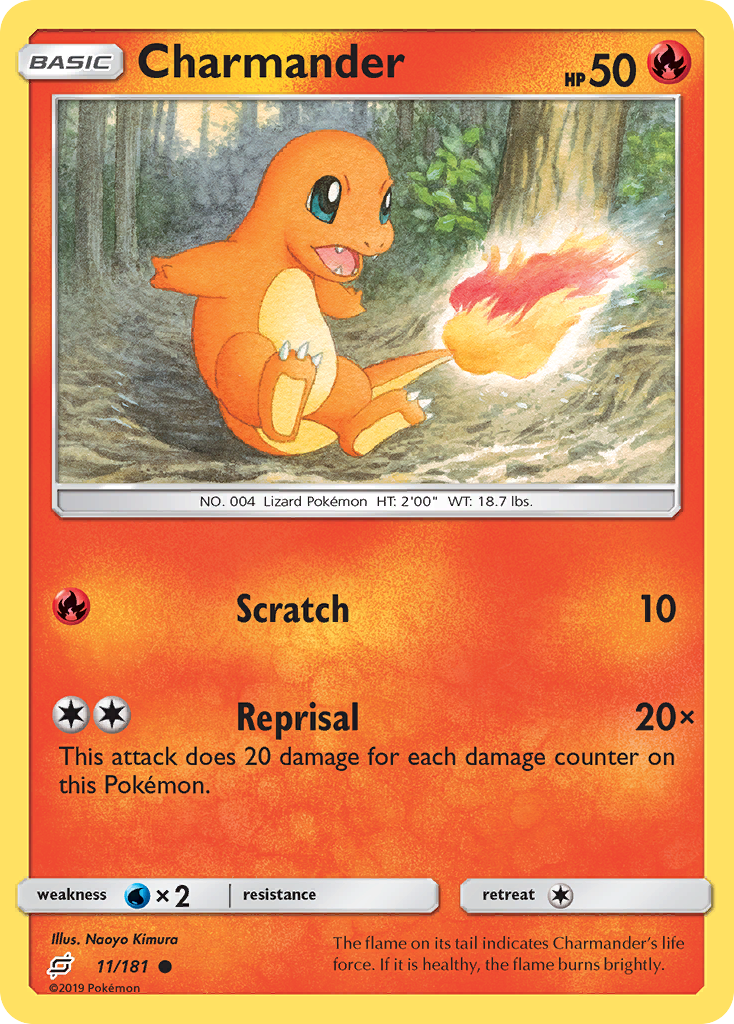 BASIC Charmander HP 50
NO. 004 Lizard Pokémon HT: 2'00" WT: 18.7 lbs.
Scratch 10
Reprisal 20×
This attack does 20 damage for each damage counter on
this Pokémon.
weakness × 2 resistance retreat
Illus. Naoyo Kimura
The flame on its tail indicates Charmander's life
force. If it is healthy, the flame burns brightly.
11/181
©2019 Pokémon